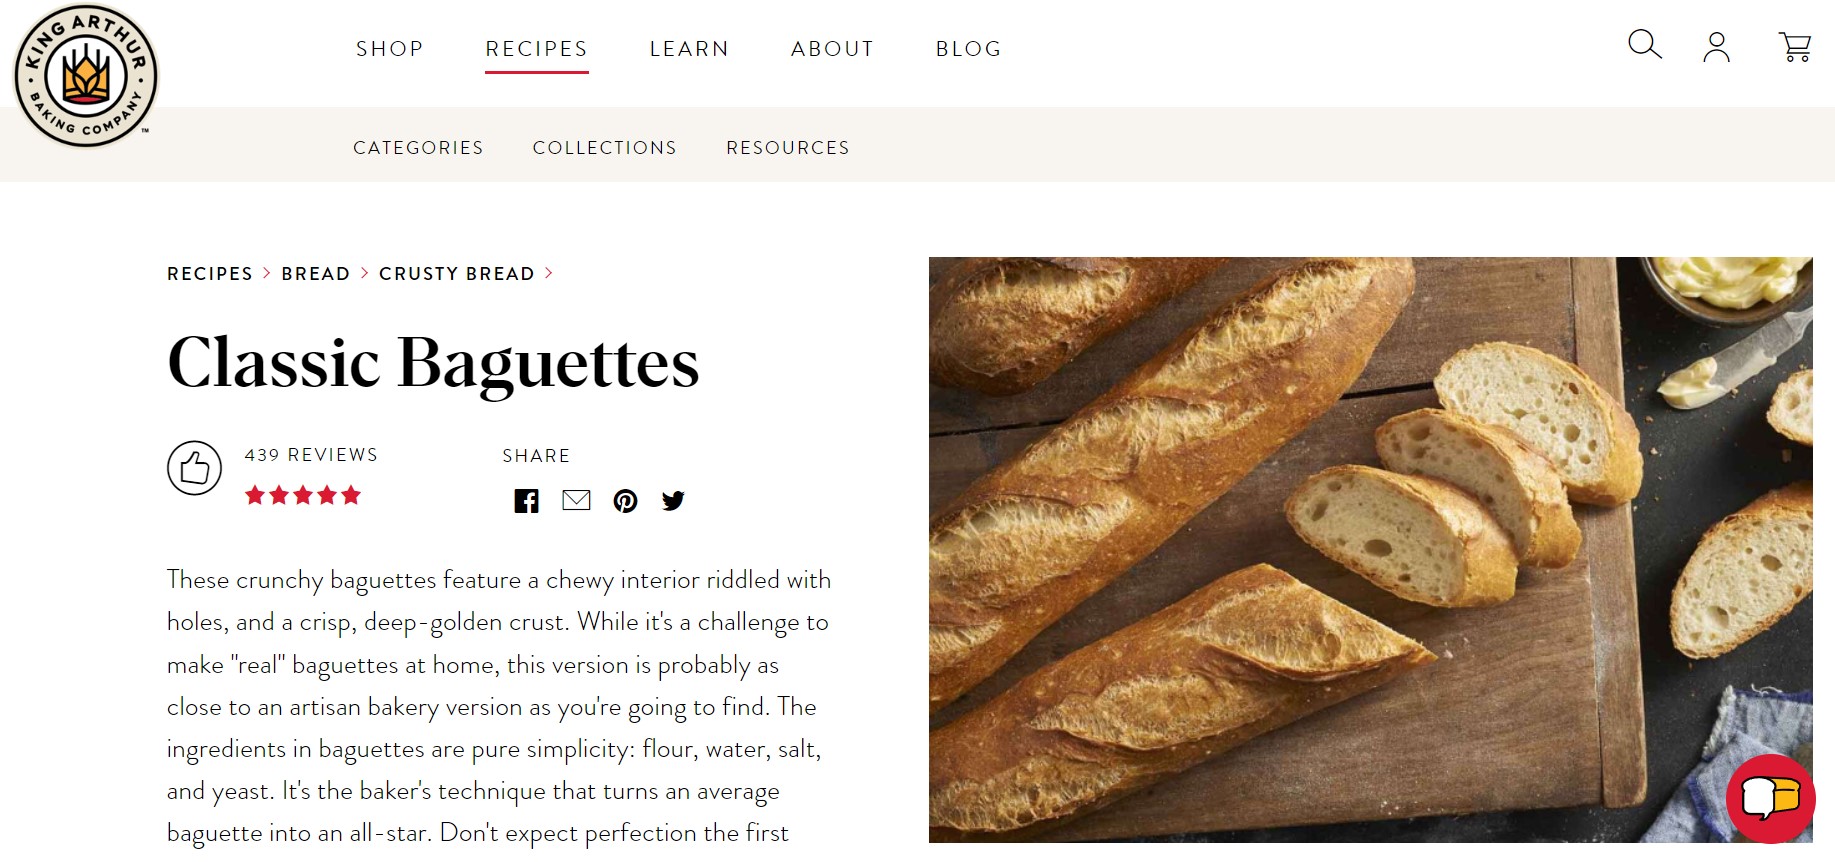 KING ARTHUR
BAKING COMPANY
TM
SHOP RECIPES LEARN ABOUT BLOG
CATEGORIES COLLECTIONS RESOURCES
RECIPES > BREAD > CRUSTY BREAD >
Classic Baguettes
439 REVIEWS
SHARE
These crunchy baguettes feature a chewy interior riddled with
holes, and a crisp, deep-golden crust. While it's a challenge to
make "real" baguettes at home, this version is probably as
close to an artisan bakery version as you're going to find. The
ingredients in baguettes are pure simplicity: flour, water, salt,
and yeast. It's the baker's technique that turns an average
baguette into an all-star. Don't expect perfection the first